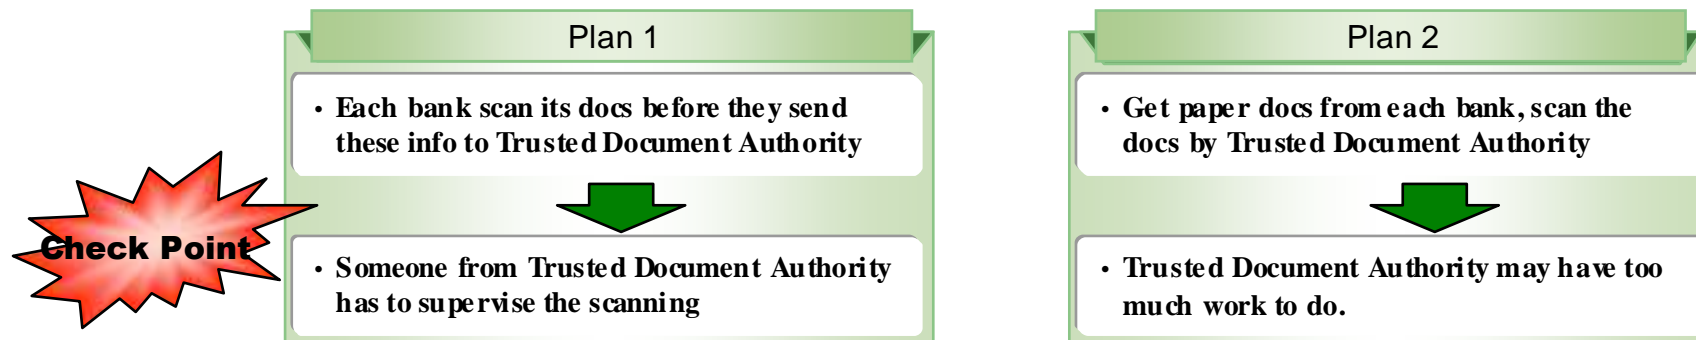 Plan 1
• Each bank scan its docs before they send
these info to Trusted Document Authority
Check Point
• Someone from Trusted Document Authority
has to supervise the scanning
Plan 2
• Get paper docs from each bank, scan the
docs by Trusted Document Authority
• Trusted Document Authority may have too
much work to do.